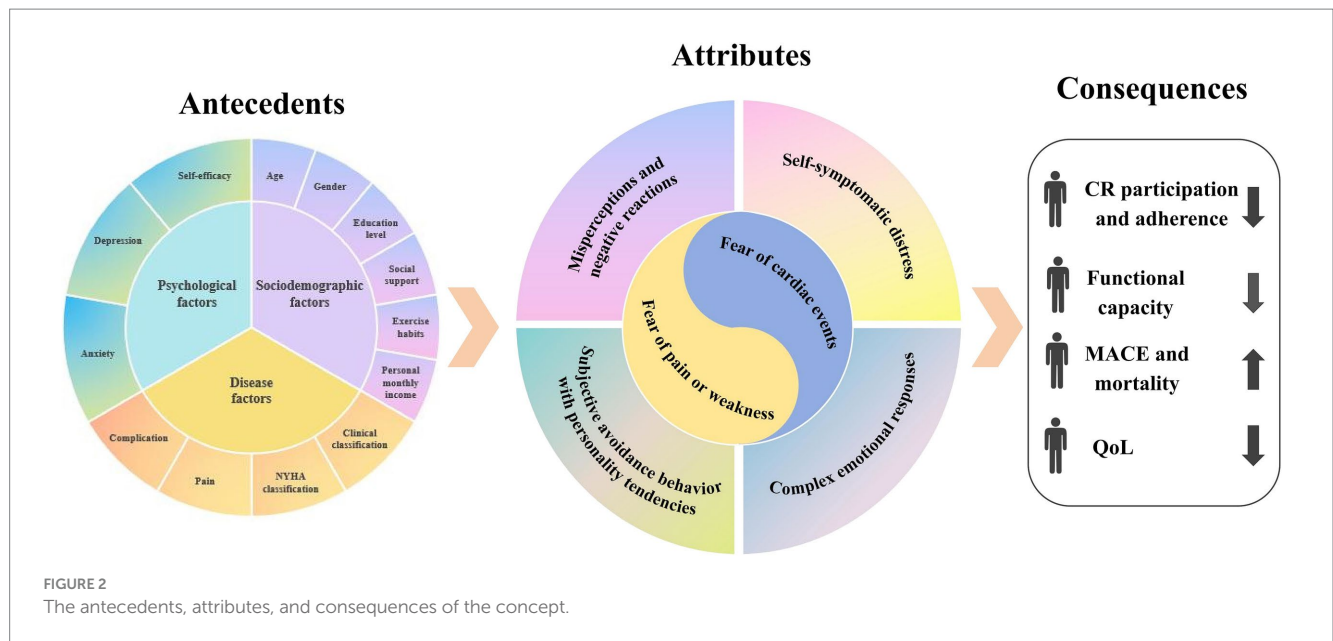 Antecedents
Self-efficacy
Depression
Anxiety
Psychological
factors
Age
Gender
Education
level
Social
support
Exercise
habits
Personal
monthly
income
Sociodemographic
factors
Disease
factors
Complication
Pain
NYHA
classification
Clinical
classification
Attributes
Misperceptions and
negative reactions
Self-symptomatic
distress
Fear of cardiac events
Fear of pain or weakness
Subjective avoidance behavior
with personality tendencies
Complex emotional responses
Consequences
CR participation
and adherence
Functional
capacity
MACE and
mortality
QoL
FIGURE 2
The antecedents, attributes, and consequences of the concept.